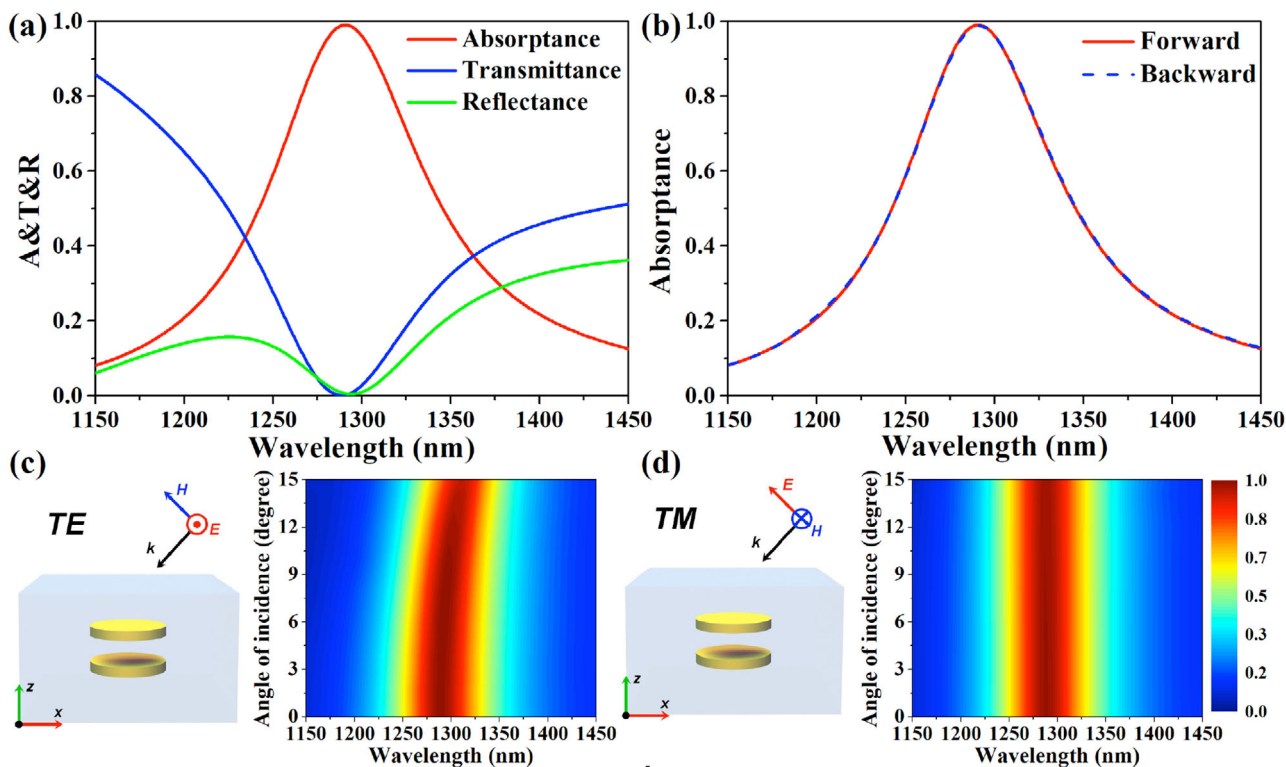 (a)
1.0
0.8
0.6
0.4
0.2
0.0
A&T&R
Absorptance
Transmittance
Reflectance
1150 1200 1250 1300 1350 1400 1450
Wavelength (nm)
(b)
1.0
0.8
0.6
0.4
0.2
0.0
Absorptance
Forward
Backward
1150 1200 1250 1300 1350 1400 1450
Wavelength (nm)
(c)
TE
H
E
k
z
x
15
12
9
6
3
0
Angle of incidence (degree)
1150 1200 1250 1300 1350 1400 1450
Wavelength (nm)
(d)
TM
E
H
k
z
x
15
12
9
6
3
0
Angle of incidence (degree)
1150 1200 1250 1300 1350 1400 1450
Wavelength (nm)
1.0
0.8
0.7
0.5
0.3
0.2
0.0